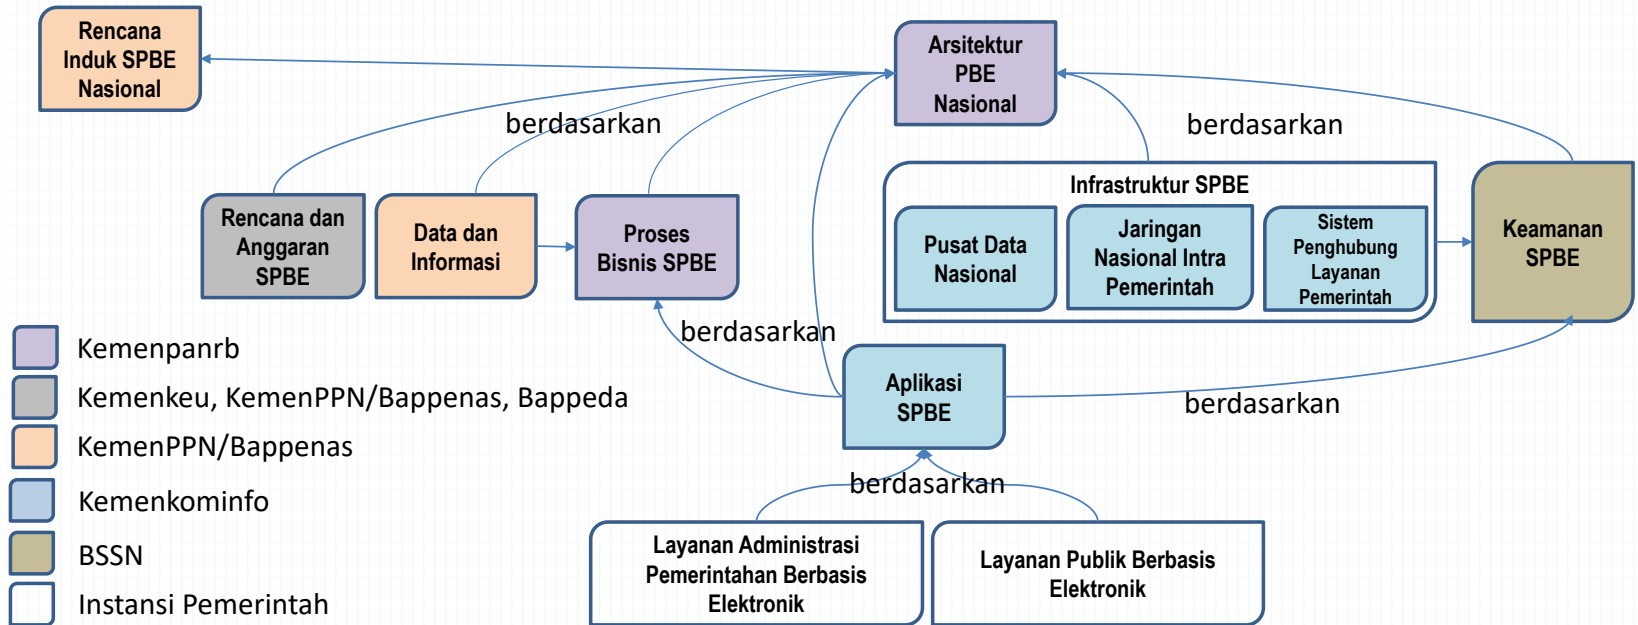 Rencana
Induk SPBE
Nasional
Arsitektur
PBE
Nasional
berdasarkan
berdasarkan
Rencana dan
Anggaran
SPBE
Data dan
Informasi
Proses
Bisnis SPBE
Infrastruktur SPBE
Pusat Data
Nasional
Jaringan
Nasional Intra
Pemerintah
Sistem
Penghubung
Layanan
Pemerintah
Keamanan
SPBE
berdasarkan
Aplikasi
SPBE
berdasarkan
berdasarkan
Layanan Administrasi
Pemerintahan Berbasis
Elektronik
Layanan Publik Berbasis
Elektronik
Kemenpanrb
Kemenkeu, KemenPPN/Bappenas, Bappeda
KemenPPN/Bappenas
Kemenkominfo
BSSN
Instansi Pemerintah